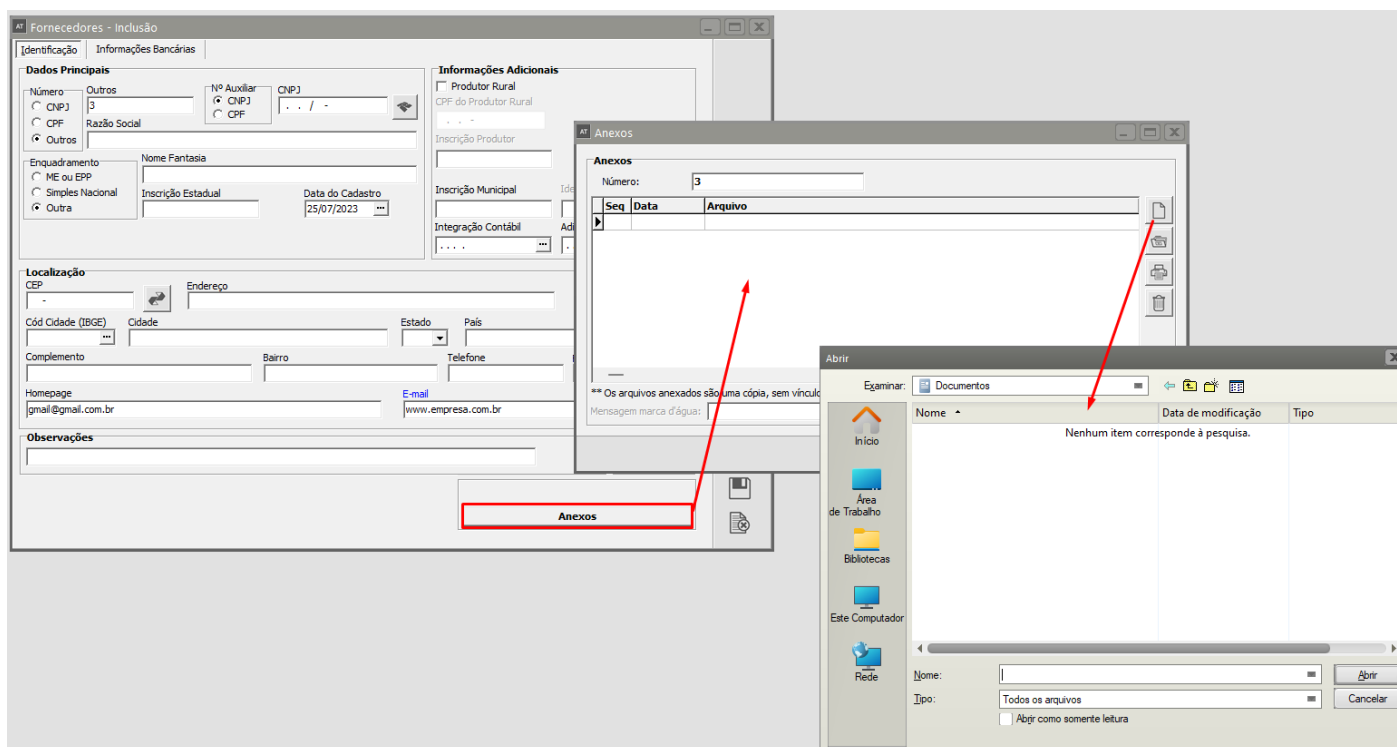 AT Fornecedores - Inclusão
Identificação Informações Bancárias
Dados Principais
Número
CNPJ
CPF
Outros
Outros
3
Nº Auxiliar
CNPJ
CPF
CNPJ
. . / -
Razão Social
Enquadramento
ME ou EPP
Simples Nacional
Outra
Nome Fantasia
Inscrição Estadual
Data do Cadastro
25/07/2023 ...
Informações Adicionais
Produtor Rural
CPF do Produtor Rural
. . -
Inscrição Produtor
Inscrição Municipal
Ide
Integração Contábil
Adi
. . . . ...
Localização
CEP
-
Endereço
Cód Cidade (IBGE)
...
Cidade
Estado
País
Complemento
Bairro
Telefone
Homepage
gmail@gmail.com.br
E-mail
www.empresa.com.br
Observações
Anexos
AT Anexos
Anexos
Número: 3
Seq Data Arquivo
** Os arquivos anexados são uma cópia, sem vínculo
Mensagem marca d'água:
Abrir
Examinar: Documentos
Nome Data de modificação Tipo
Nenhum item corresponde à pesquisa.
Início
Área
de Trabalho
Bibliotecas
Este Computador
Rede
Nome:
Abrir
Tipo: Todos os arquivos
Cancelar
Abrir como somente leitura